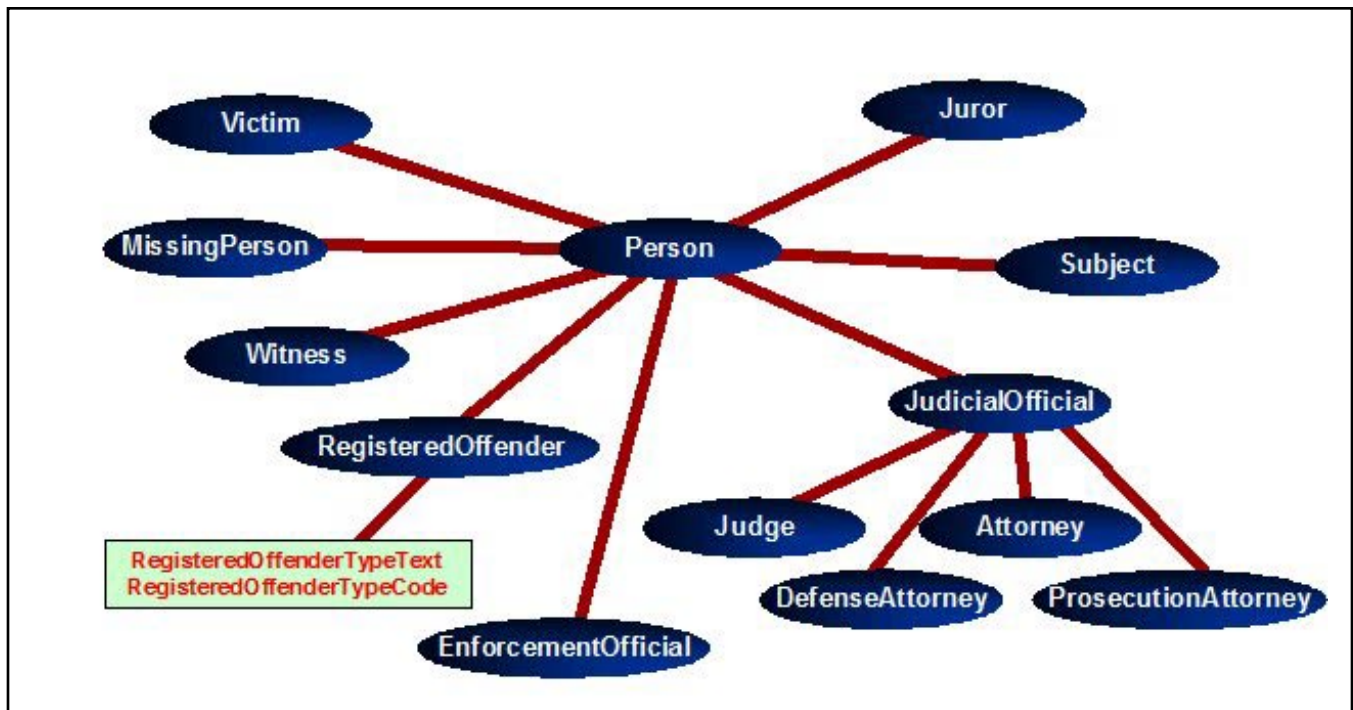 Victim
Juror
MissingPerson
Person
Subject
Witness
JudicialOfficial
RegisteredOffender
Judge
Attorney
RegisteredOffenderTypeText
RegisteredOffenderTypeCode
DefenseAttorney
ProsecutionAttorney
EnforcementOfficial